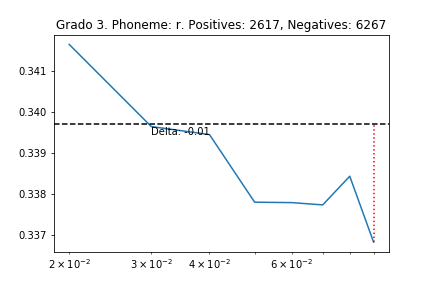 Grado 3. Phoneme: r. Positives: 2617, Negatives: 6267
0.341
0.340
0.339
0.338
0.337
Delta: -0.01
2 × 10⁻² 3 × 10⁻² 4 × 10⁻² 6 × 10⁻²